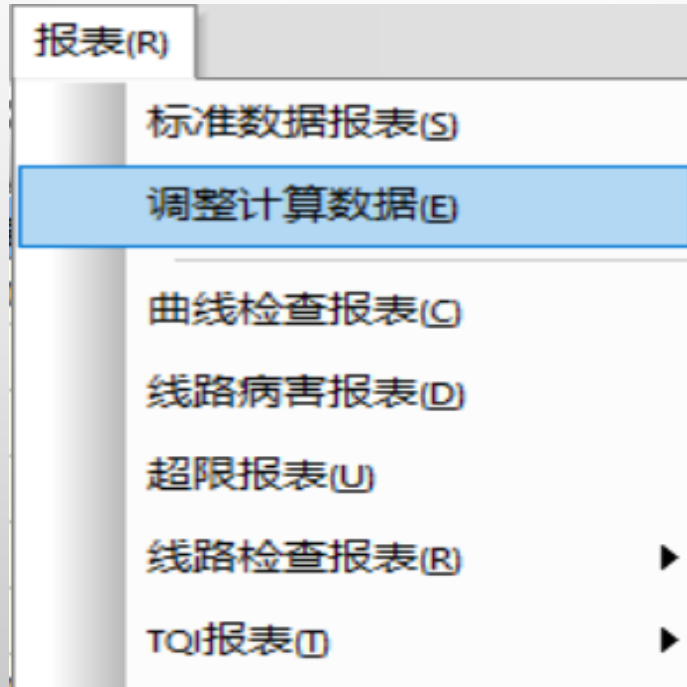 报表(R)
标准数据报表(S)
调整计算数据(E)
曲线检查报表(C)
线路病害报表(D)
超限报表(U)
线路检查报表(R)
TQI报表(T)